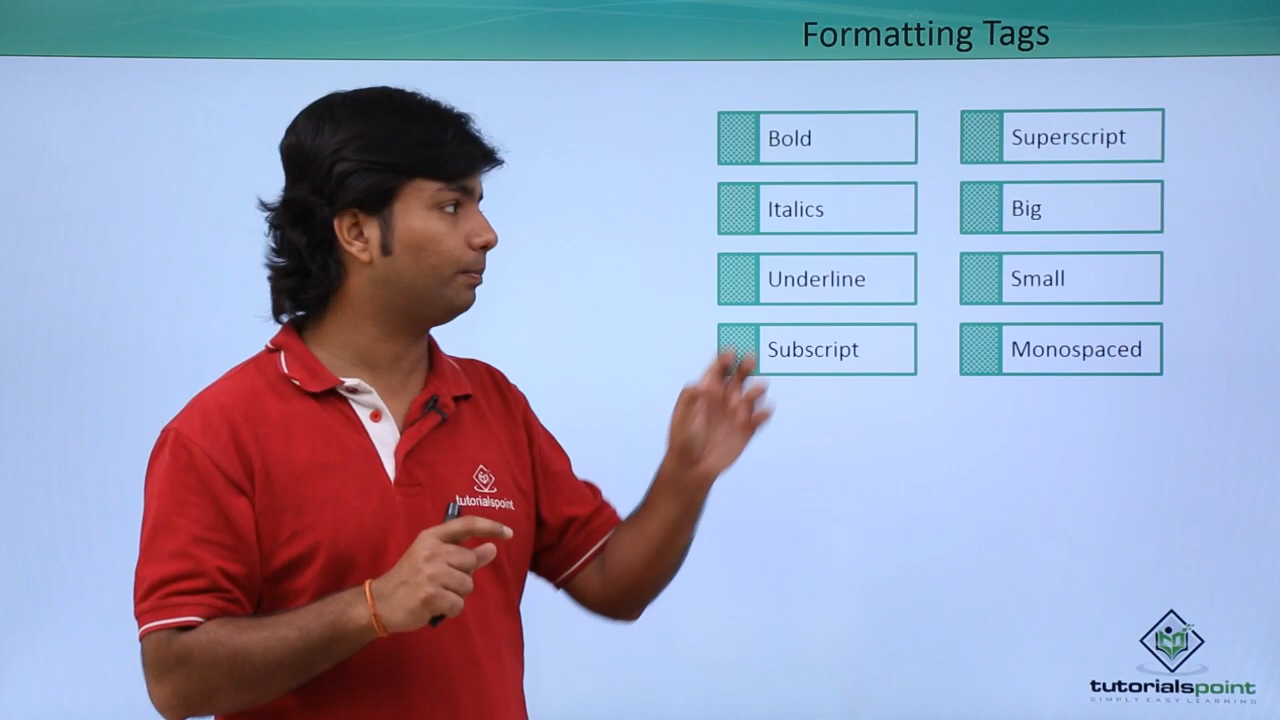 Formatting Tags
Bold
Italics
Underline
Subscript
Superscript
Big
Small
Monospaced
tutorialspoint
tutorialspoint
SIMPLY EASY LEARNING